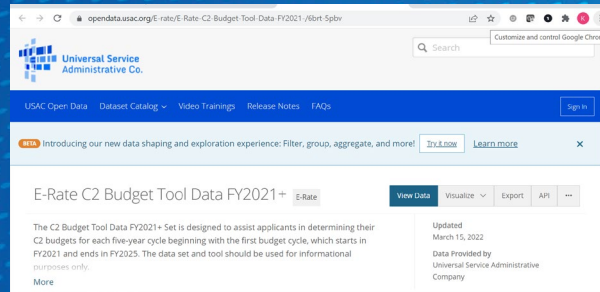 opendata.usac.org/E-rate/E-Rate-C2-Budget-Tool-Data-FY2021-/6brt-5pbv
K
Customize and control Google Chro
Universal Service
Administrative Co.
Search
USAC Open Data Dataset Catalog Video Trainings Release Notes FAQs Sign In
BETA Introducing our new data shaping and exploration experience: Filter, group, aggregate, and more! Try it now Learn more
E-Rate C2 Budget Tool Data FY2021+ E-Rate
View Data Visualize Export API
The C2 Budget Tool Data FY2021+ Set is designed to assist applicants in determining their
C2 budgets for each five-year cycle beginning with the first budget cycle, which starts in
FY2021 and ends in FY2025. The data set and tool should be used for informational
purposes only.
More
Updated
March 15, 2022
Data Provided by
Universal Service Administrative
Company